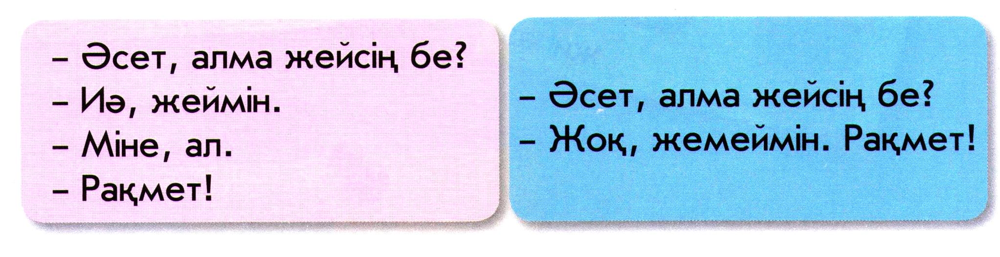 – Әсет, алма жейсің бе?
– Иә, жеймін.
– Міне, ал.
– Рақмет!
– Әсет, алма жейсің бе?
– Жоқ, жемеймін. Рақмет!